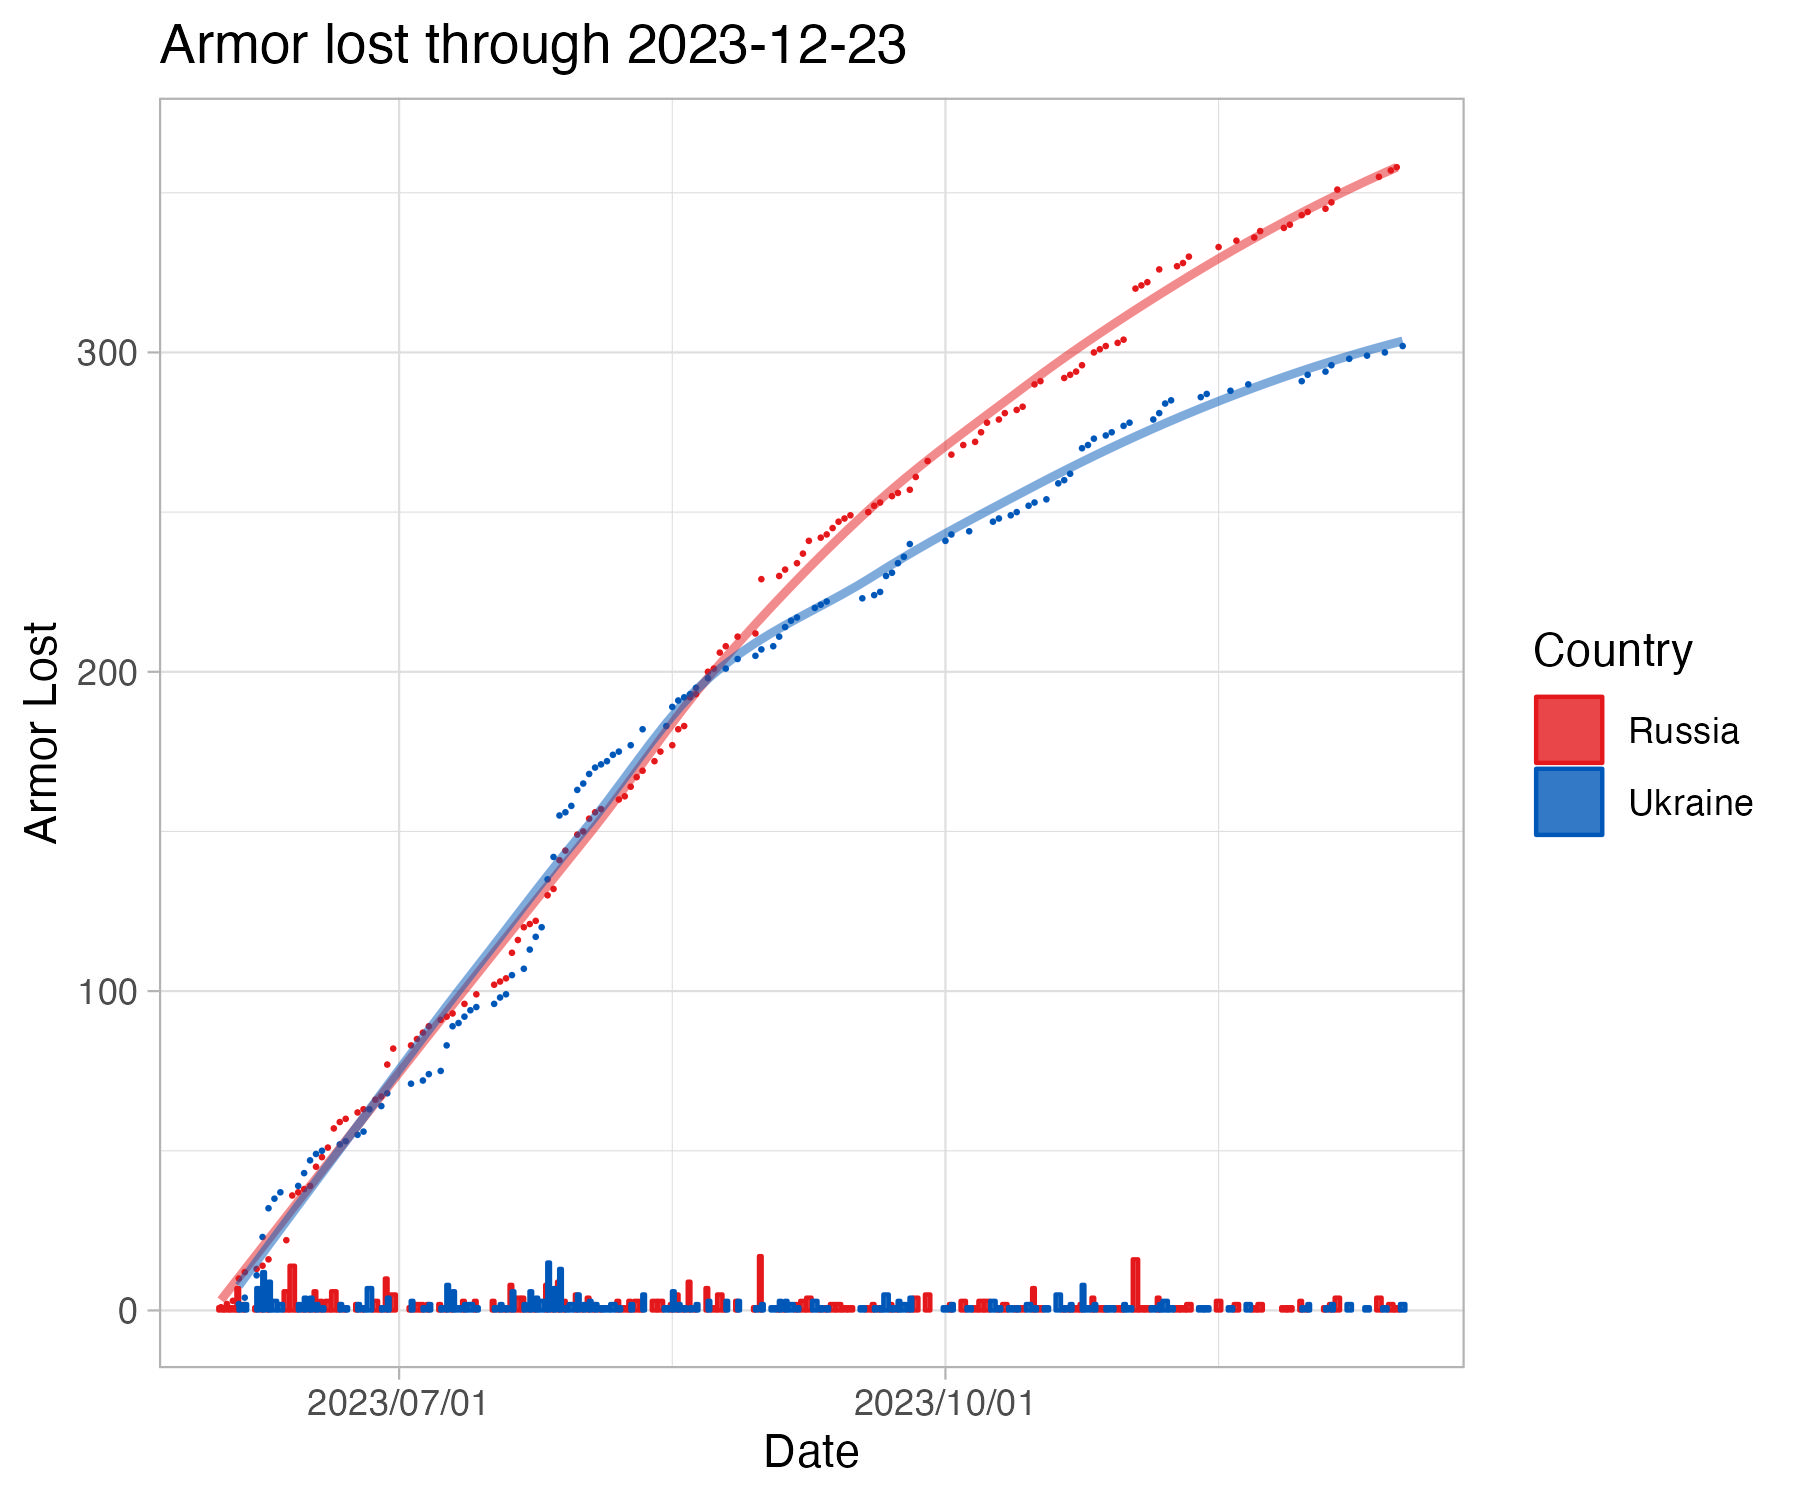 Armor lost through 2023-12-23
Armor Lost
300
200
100
0
2023/07/01
2023/10/01
Date
Country
Russia
Ukraine